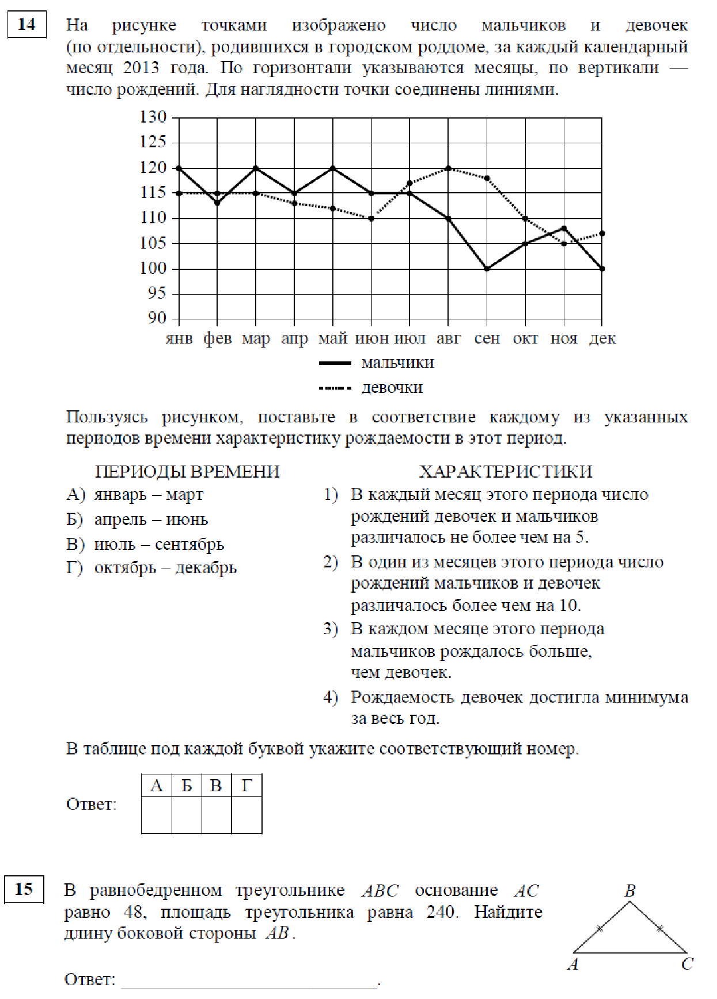 14
На рисунке точками изображено число мальчиков и девочек
(по отдельности), родившихся в городском роддоме, за каждый календарный
месяц 2013 года. По горизонтали указываются месяцы, по вертикали —
число рождений. Для наглядности точки соединены линиями.
130
125
120
115
110
105
100
95
90
янв фев мар апр май июн июл авг сен окт ноя дек
мальчики
девочки
Пользуясь рисунком, поставьте в соответствие каждому из указанных
периодов времени характеристику рождаемости в этот период.
ПЕРИОДЫ ВРЕМЕНИ
А) январь – март
Б) апрель – июнь
В) июль – сентябрь
Г) октябрь – декабрь
ХАРАКТЕРИСТИКИ
1) В каждый месяц этого периода число
рождений девочек и мальчиков
различалось не более чем на 5.
2) В один из месяцев этого периода число
рождений мальчиков и девочек
различалось более чем на 10.
3) В каждом месяце этого периода
мальчиков рождалось больше,
чем девочек.
4) Рождаемость девочек достигла минимума
за весь год.
В таблице под каждой буквой укажите соответствующий номер.
Ответ:
А Б В Г
15
В равнобедренном треугольнике ABC основание AC
равно 48, площадь треугольника равна 240. Найдите
длину боковой стороны AB.
B
A
C
Ответ: ____________________________.